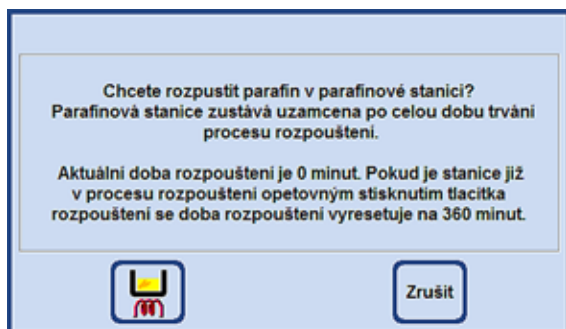 Chcete rozpustit parafin v parafinové stanici?
Parafinová stanice zustává uzamcena po celou dobu trvání
procesu rozpouštení.
Aktuální doba rozpouštení je 0 minut. Pokud je stanice již
v procesu rozpouštení opetovným stisknutím tlacítka
rozpouštení se doba rozpouštení vyresetuje na 360 minut.
Zrušit